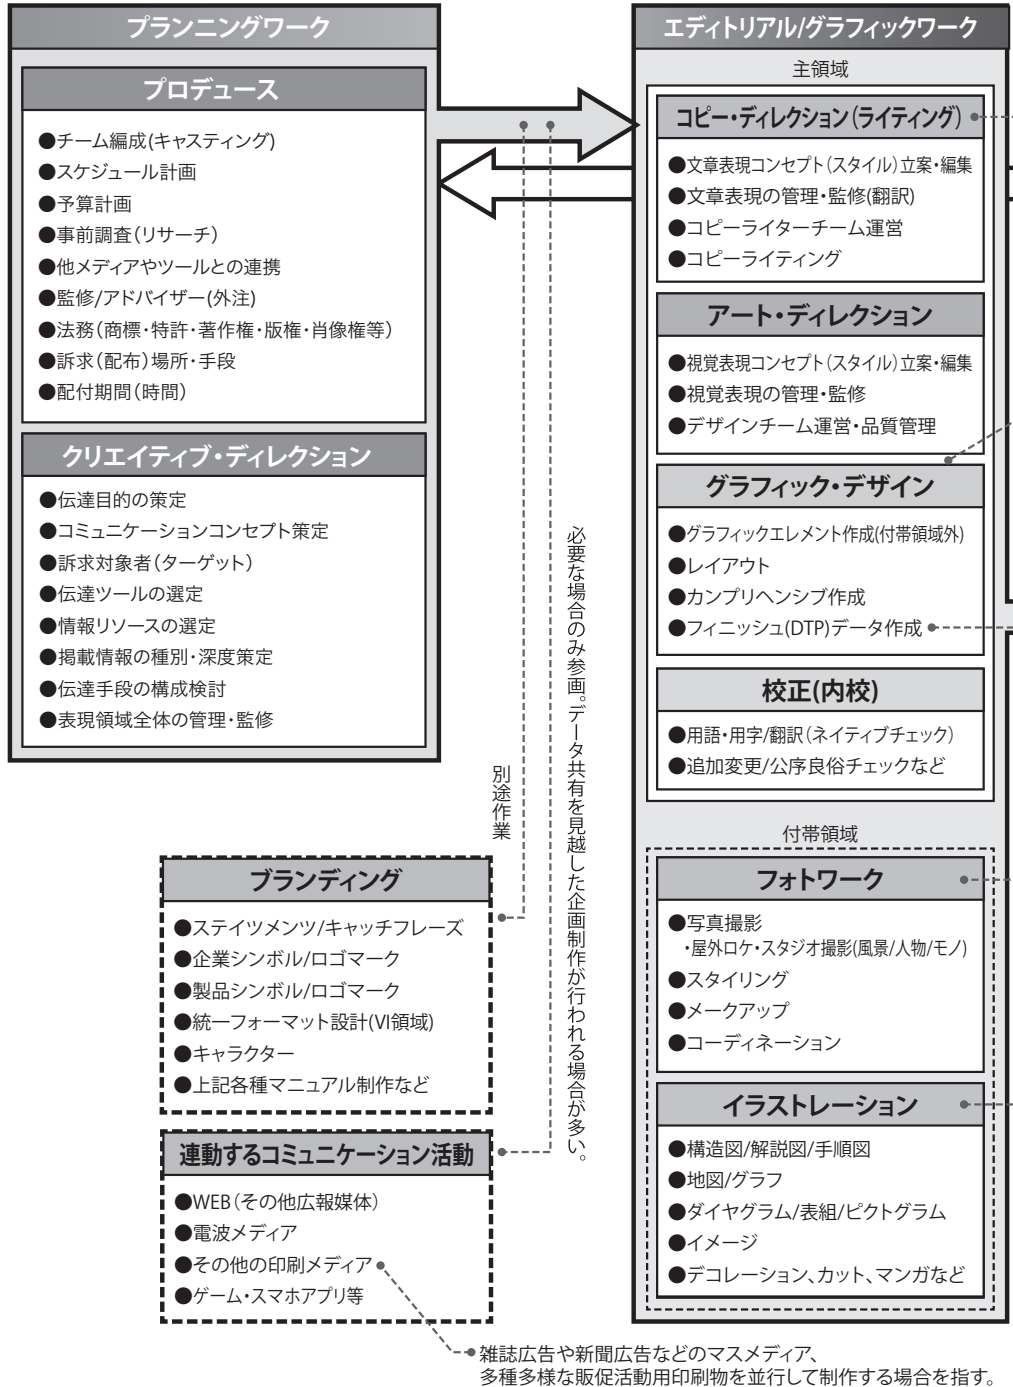 プランニングワーク
プロデュース
●チーム編成(キャスティング)
●スケジュール計画
●予算計画
●事前調査(リサーチ)
●他メディアやツールとの連携
●監修/アドバイザー(外注)
●法務(商標・特許・著作権・版権・肖像権等)
●訴求(配布)場所・手段
●配付期間(時間)
クリエイティブ・ディレクション
●伝達目的の策定
●コミュニケーションコンセプト策定
●訴求対象者(ターゲット)
●伝達ツールの選定
●情報リソースの選定
●掲載情報の種別・深度策定
●伝達手段の構成検討
●表現領域全体の管理・監修
別途作業
必要な場合のみ参画。データ共有を見越した企画制作が行われる場合が多い。
ブランディング
●ステイツメンツ/キャッチフレーズ
●企業シンボル/ロゴマーク
●製品シンボル/ロゴマーク
●統一フォーマット設計(VI領域)
●キャラクター
●上記各種マニュアル制作など
連動するコミュニケーション活動
●WEB(その他広報媒体)
●電波メディア
●その他の印刷メディア
●ゲーム・スマホアプリ等
雑誌広告や新聞広告などのマスメディア、
多種多様な販促活動用印刷物を並行して制作する場合を指す。
エディトリアル/グラフィックワーク
主領域
コピー・ディレクション(ライティング)
●文章表現コンセプト(スタイル)立案・編集
●文章表現の管理・監修(翻訳)
●コピーライターチーム運営
●コピーライティング
アート・ディレクション
●視覚表現コンセプト(スタイル)立案・編集
●視覚表現の管理・監修
●デザインチーム運営・品質管理
グラフィック・デザイン
●グラフィックエレメント作成(付帯領域外)
●レイアウト
●カンプリヘンシブ作成
●フィニッシュ(DTP)データ作成
校正(内校)
●用語・用字/翻訳(ネイティブチェック)
●追加変更/公序良俗チェックなど
付帯領域
フォトワーク
●写真撮影
・屋外ロケ・スタジオ撮影(風景/人物/モノ)
●スタイリング
●メークアップ
●コーディネーション
イラストレーション
●構造図/解説図/手順図
●地図/グラフ
●ダイヤグラム/表組/ピクトグラム
●イメージ
●デコレーション、カット、マンガなど